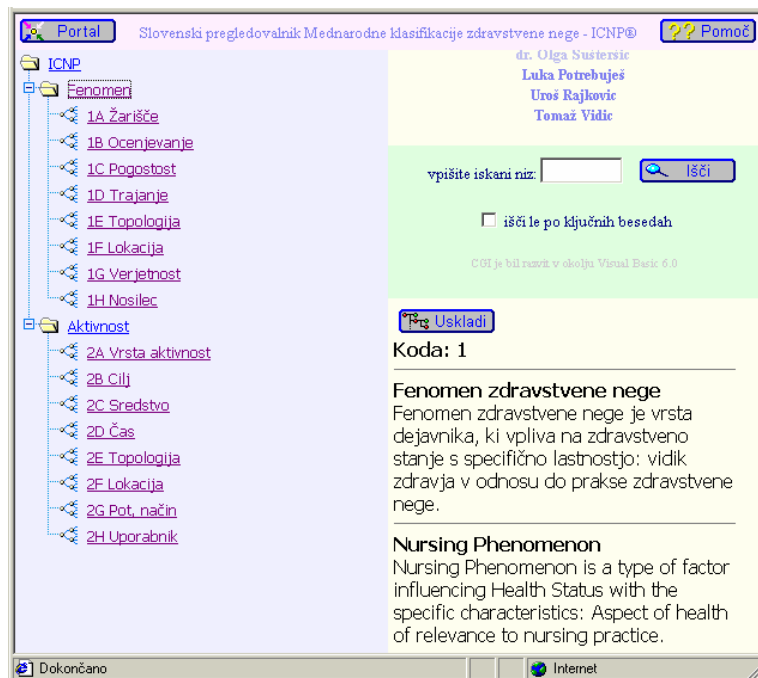 Portal
Slovenski pregledovalnik Mednarodne klasifikacije zdravstvene nege - ICNP®
?? Pomoč
ICNP
Fenomen
1A Žarišče
1B Ocenjevanje
1C Pogostost
1D Trajanje
1E Topologija
1F Lokacija
1G Verjetnost
1H Nosilec
Aktivnost
2A Vrsta aktivnost
2B Cilj
2C Sredstvo
2D Čas
2E Topologija
2F Lokacija
2G Pot, način
2H Uporabnik
dr. Olga Šušteršič
Luka Potrebuješ
Uroš Rajkovic
Tomaž Vidic
vpišite iskani niz:
Išči
išči le po ključnih besedah
CGI je bil razvit v okolju Visual Basic 6.0
Uskladi
Koda: 1
Fenomen zdravstvene nege
Fenomen zdravstvene nege je vrsta
dejavnika, ki vpliva na zdravstveno
stanje s specifično lastnostjo: vidik
zdravja v odnosu do prakse zdravstvene
nege.
Nursing Phenomenon
Nursing Phenomenon is a type of factor
influencing Health Status with the
specific characteristics: Aspect of health
of relevance to nursing practice.
Dokončano
Internet